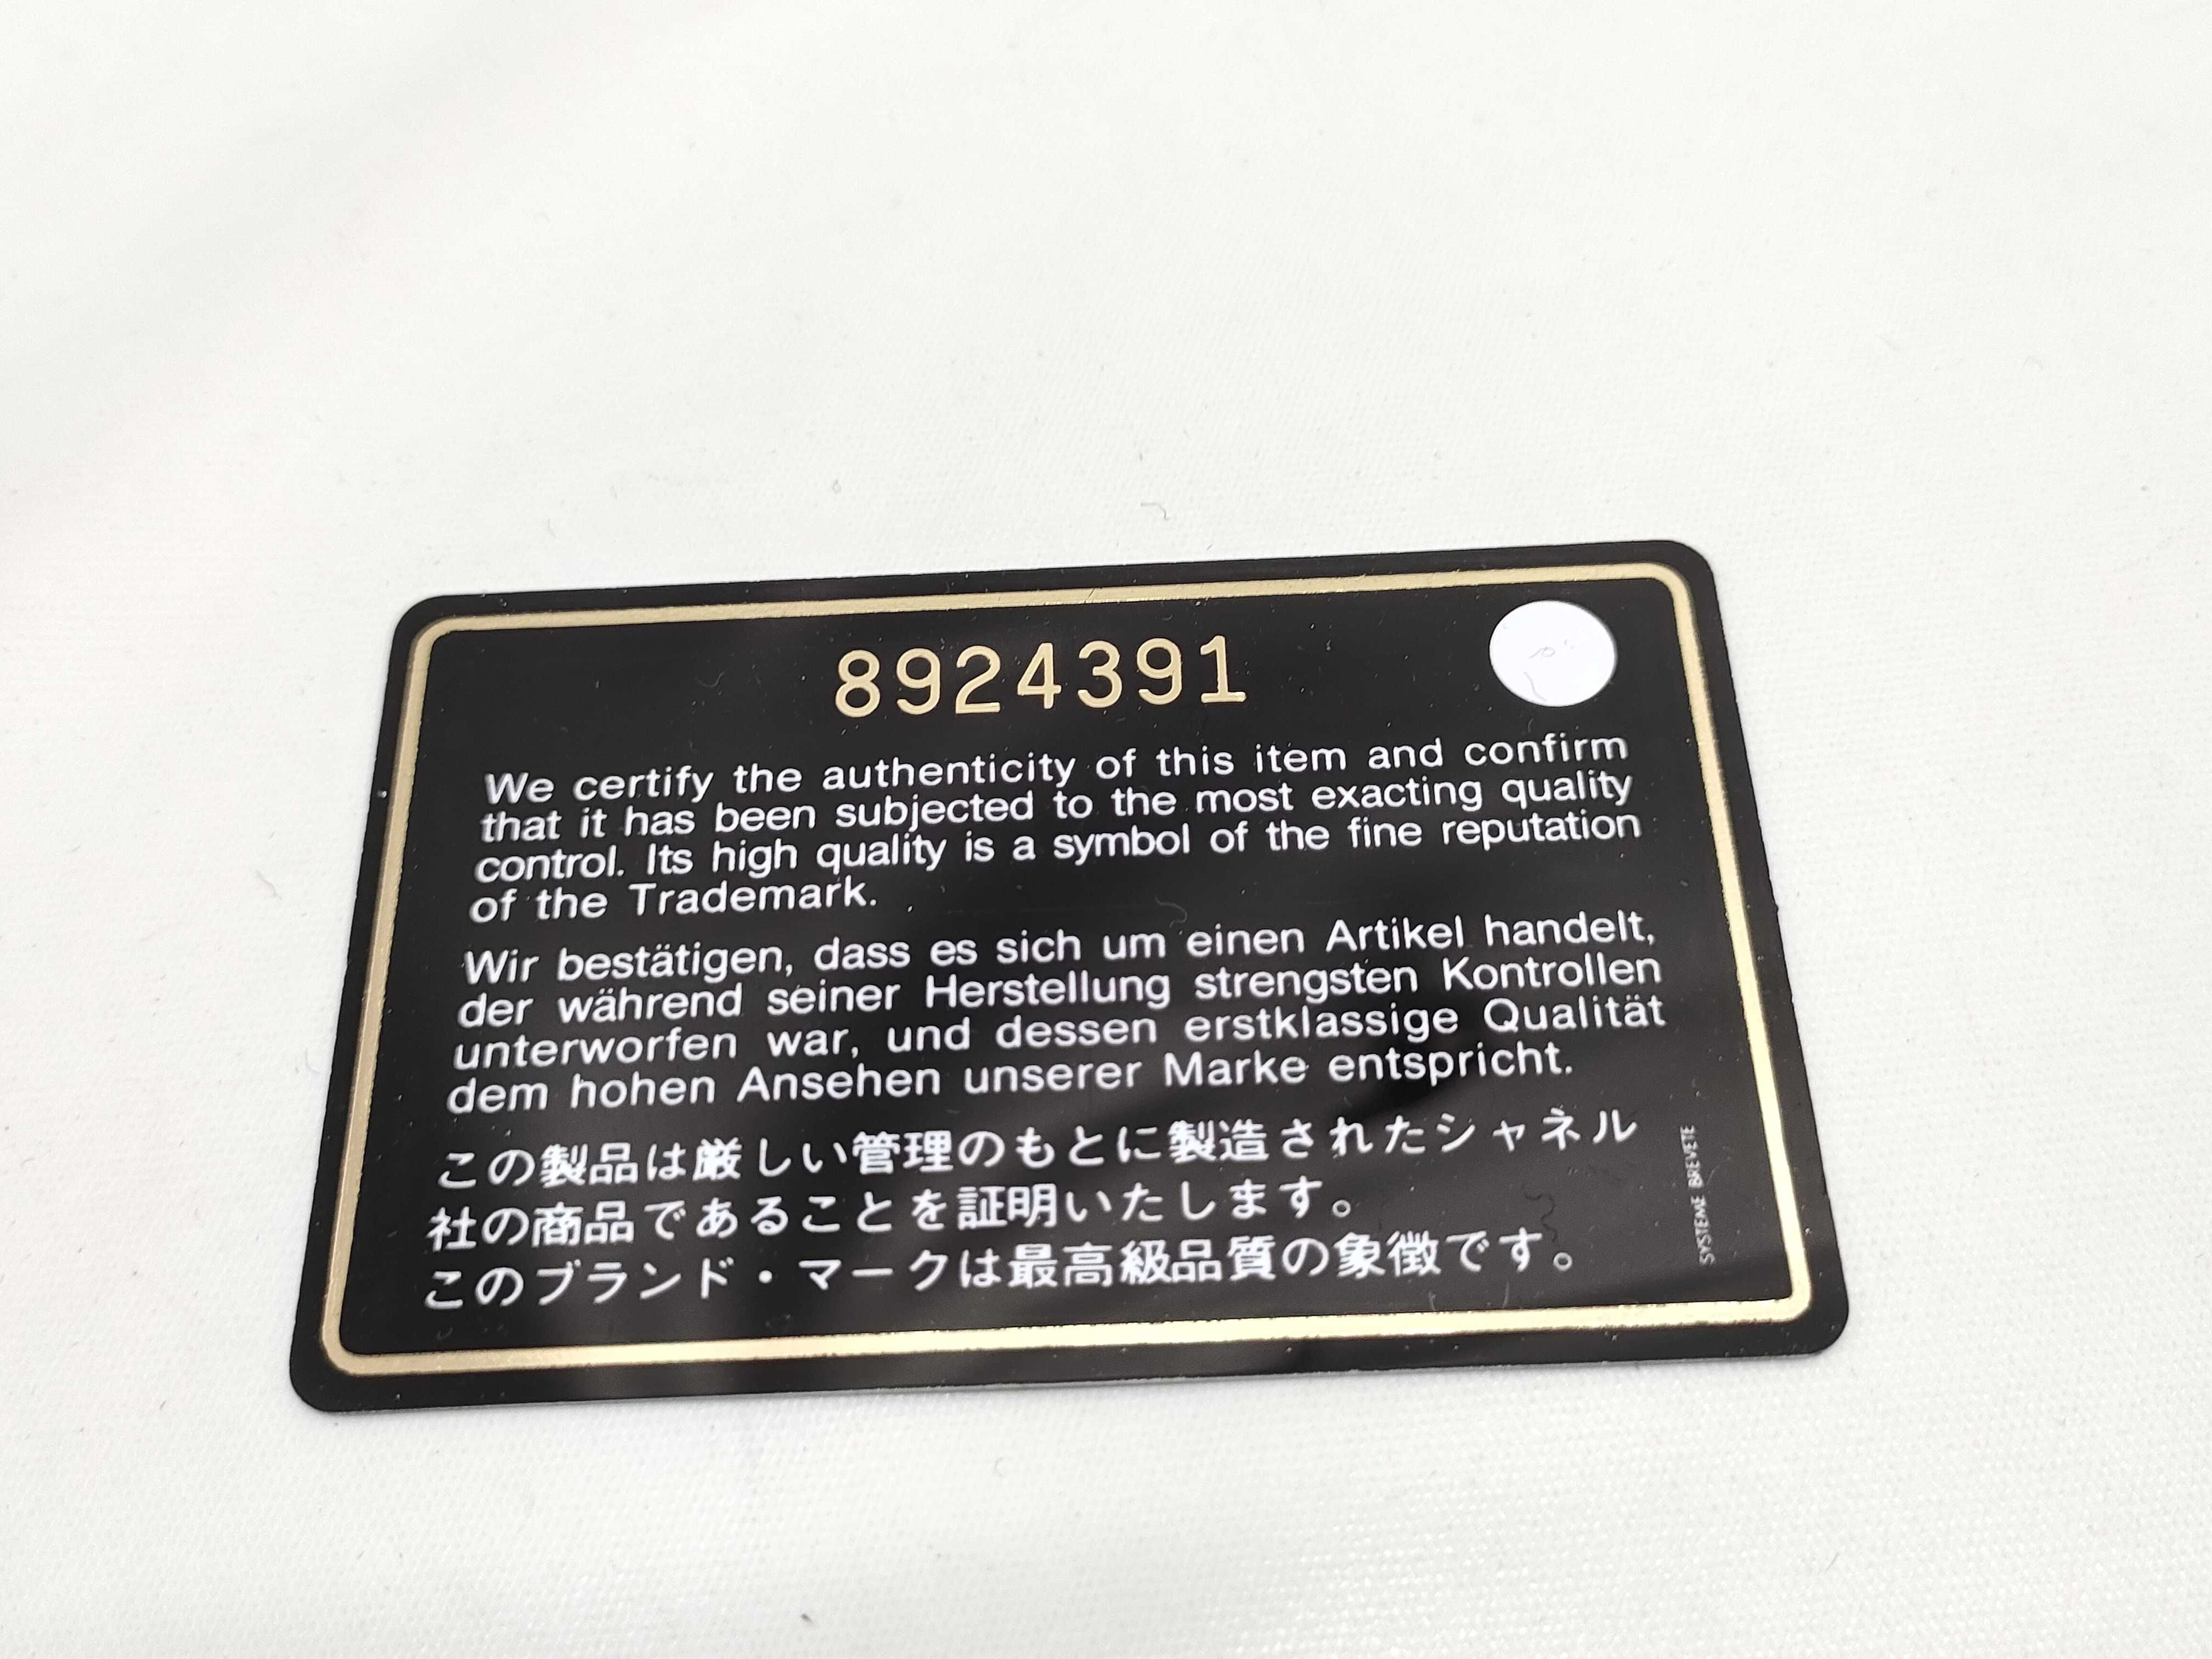 8924391
We certify the authenticity of this item and confirm
that it has been subjected to the most exacting quality
control. Its high quality is a symbol of the fine reputation
of the Trademark.
Wir bestätigen, dass es sich um einen Artikel handelt,
der während seiner Herstellung strengsten Kontrollen
unterworfen war, und dessen erstklassige Qualität
dem hohen Ansehen unserer Marke entspricht.
この製品は厳しい管理のもとに製造されたシャネル
社の商品であることを証明いたします。
このブランド・マークは最高級品質の象徴です。
SYSTEME BREVETE